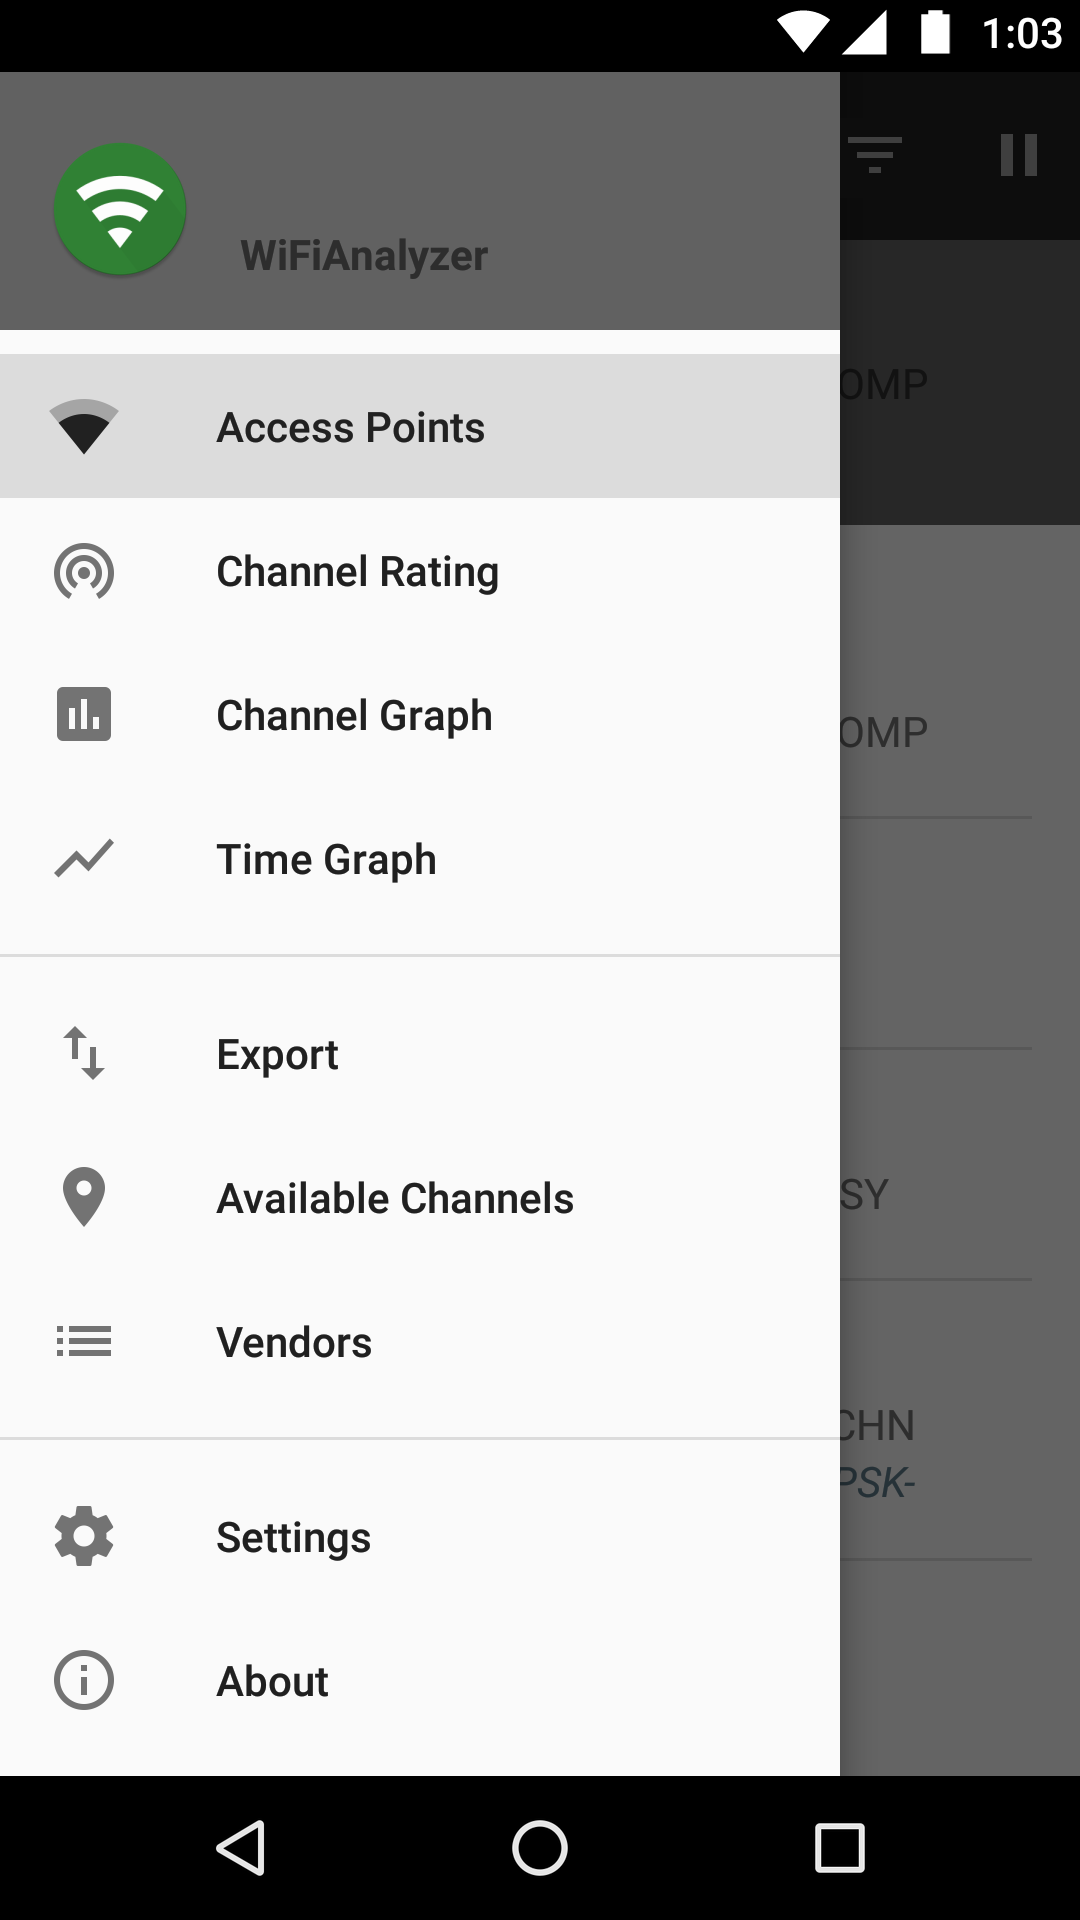 1:03
WiFiAnalyzer
OMP
Access Points
Channel Rating
Channel Graph
OMP
Time Graph
Export
Available Channels
SY
Vendors
CHN
PSK-
Settings
About